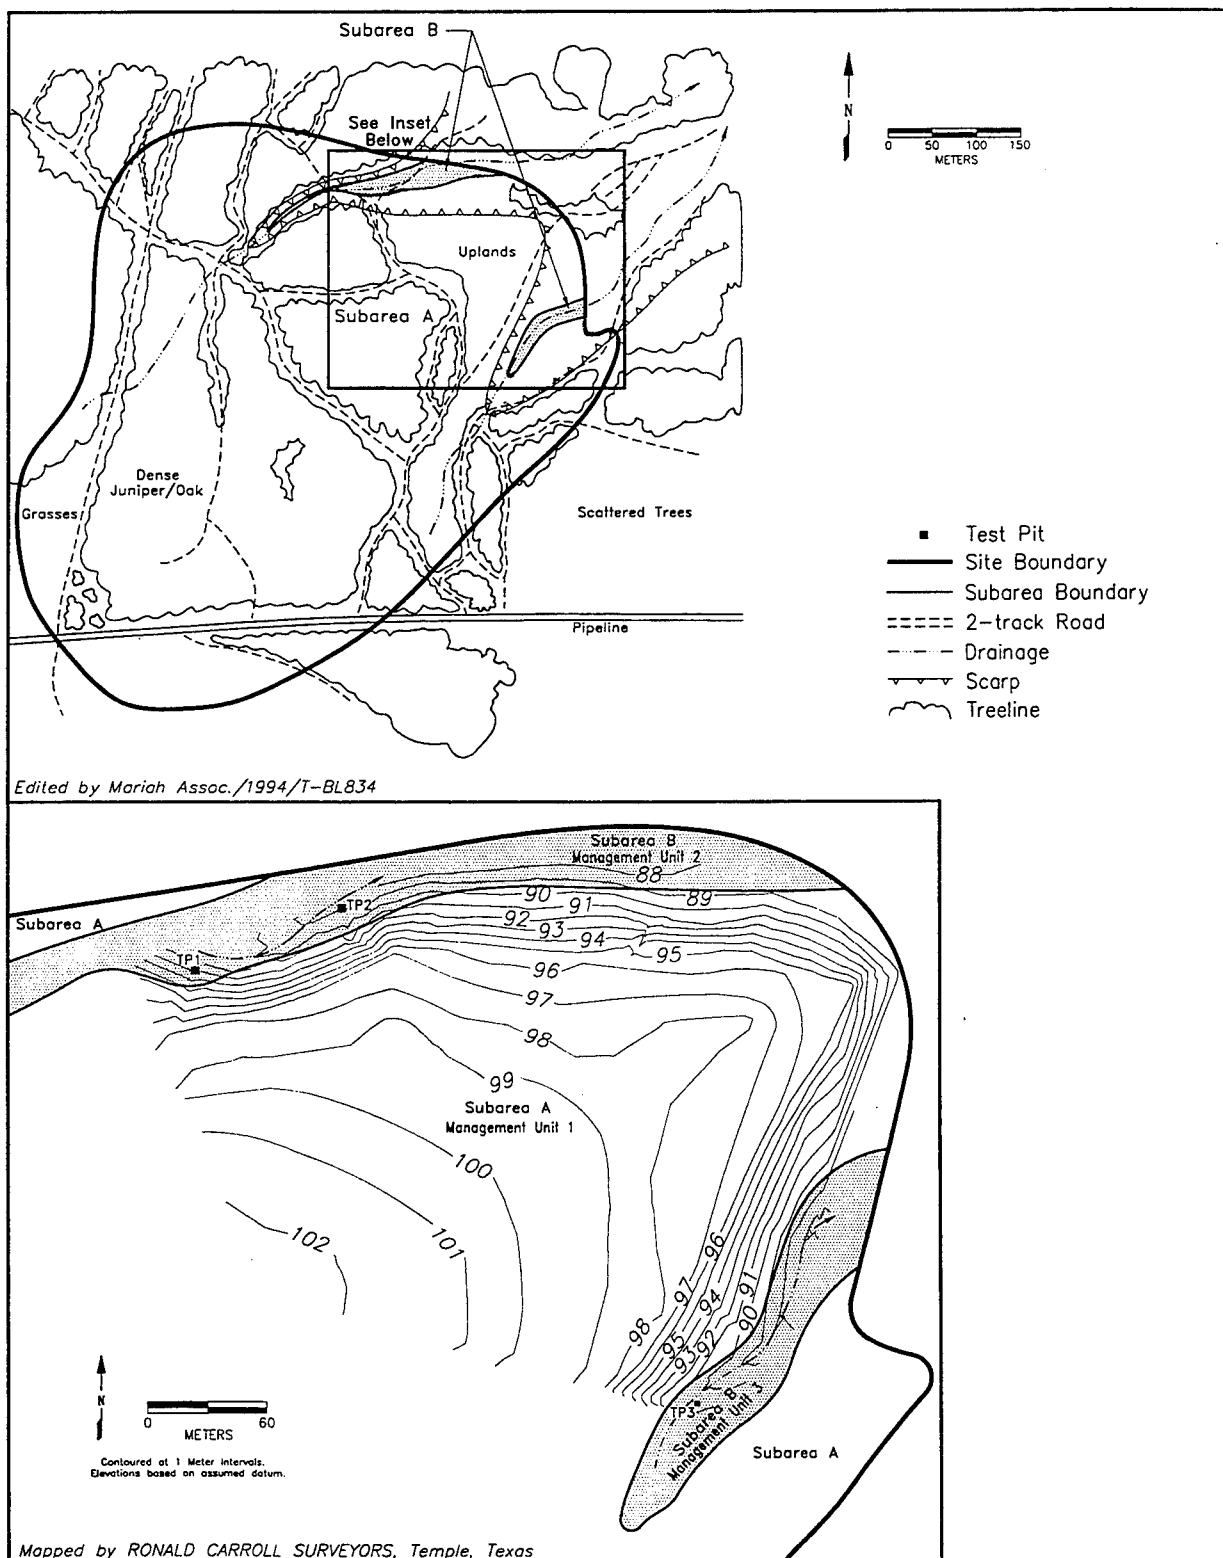 Subarea B
See Inset
Below
N
0 50 100 150
METERS
Uplands
Subarea A
Dense
Juniper/Oak
Grasses
Scattered Trees
Pipeline
Test Pit
Site Boundary
Subarea Boundary
2-track Road
Drainage
Scarp
Treeline
Edited by Mariah Assoc./1994/T-BL834
Subarea B
Management Unit 2
88
90
89
91
92
93
94
95
96
97
98
99
Subarea A
TP2
TP1
Subarea A
Management Unit 1
100
101
102
96
97
94
91
98
95
93
92
90
TP3
Subarea B
Management Unit 3
Subarea A
N
0 60
METERS
Contoured at 1 Meter Intervals.
Elevations based on assumed datum.
Mapped by RONALD CARROLL SURVEYORS, Temple, Texas